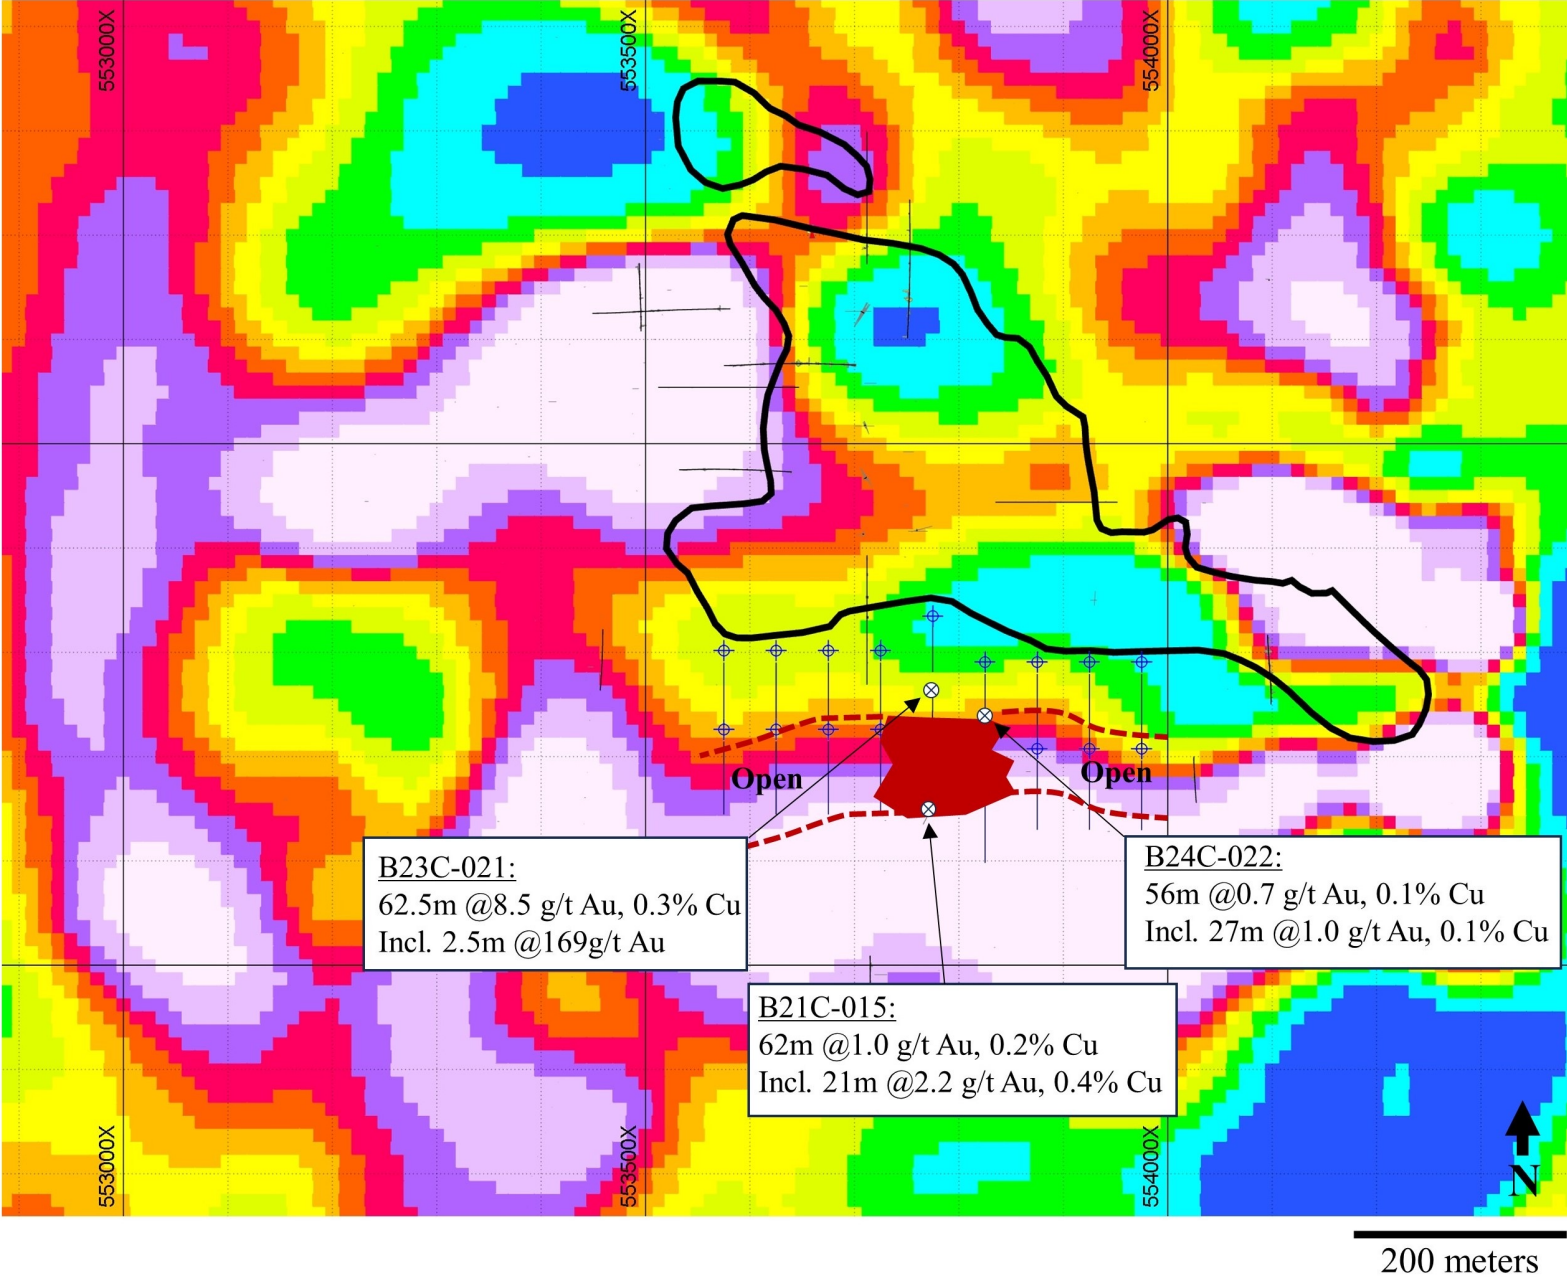 553000X
553500X
554000X
Open
Open
B23C-021:
62.5m @8.5 g/t Au, 0.3% Cu
Incl. 2.5m @169g/t Au
B24C-022:
56m @0.7 g/t Au, 0.1% Cu
Incl. 27m @1.0 g/t Au, 0.1% Cu
B21C-015:
62m @1.0 g/t Au, 0.2% Cu
Incl. 21m @2.2 g/t Au, 0.4% Cu
553000X
553500X
554000X
N
200 meters